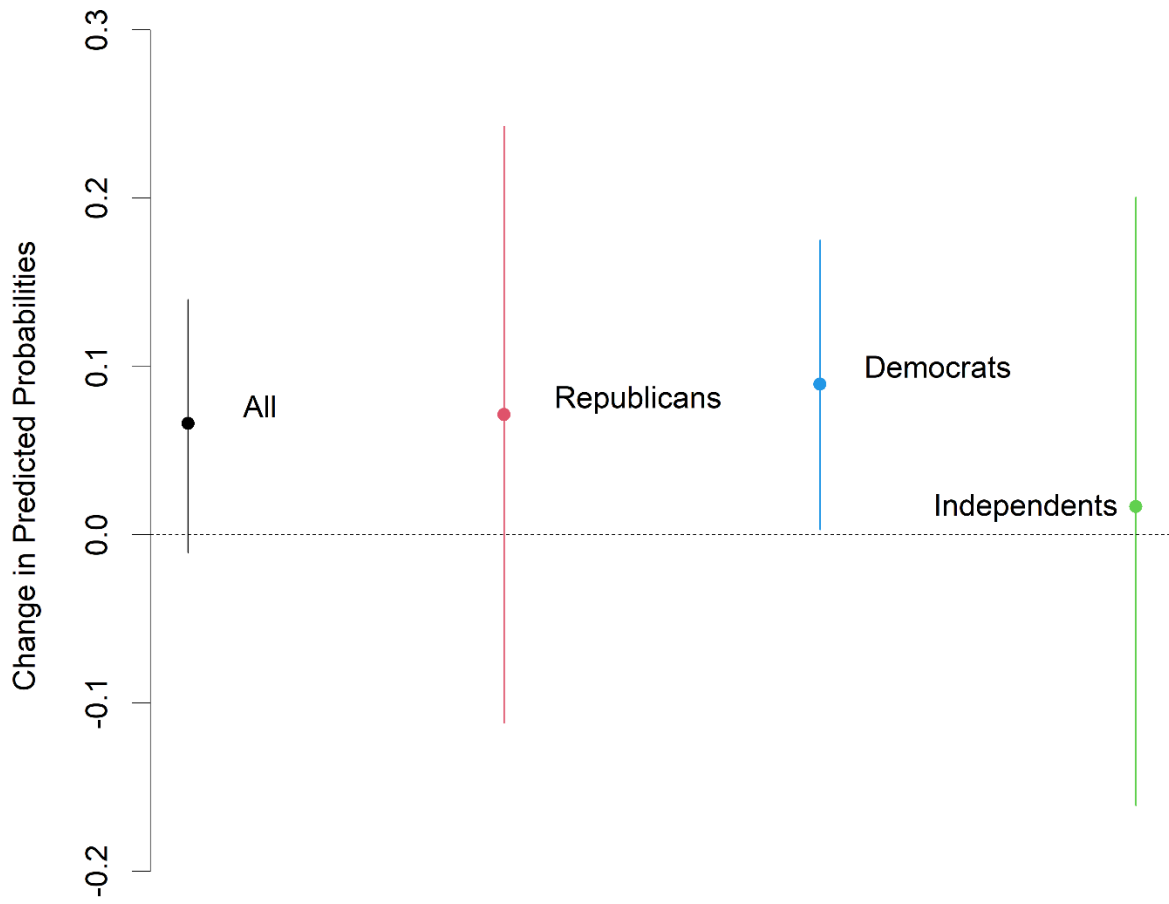 Change in Predicted Probabilities
0.3
0.2
0.1
0.0
-0.1
-0.2
All
Republicans
Democrats
Independents